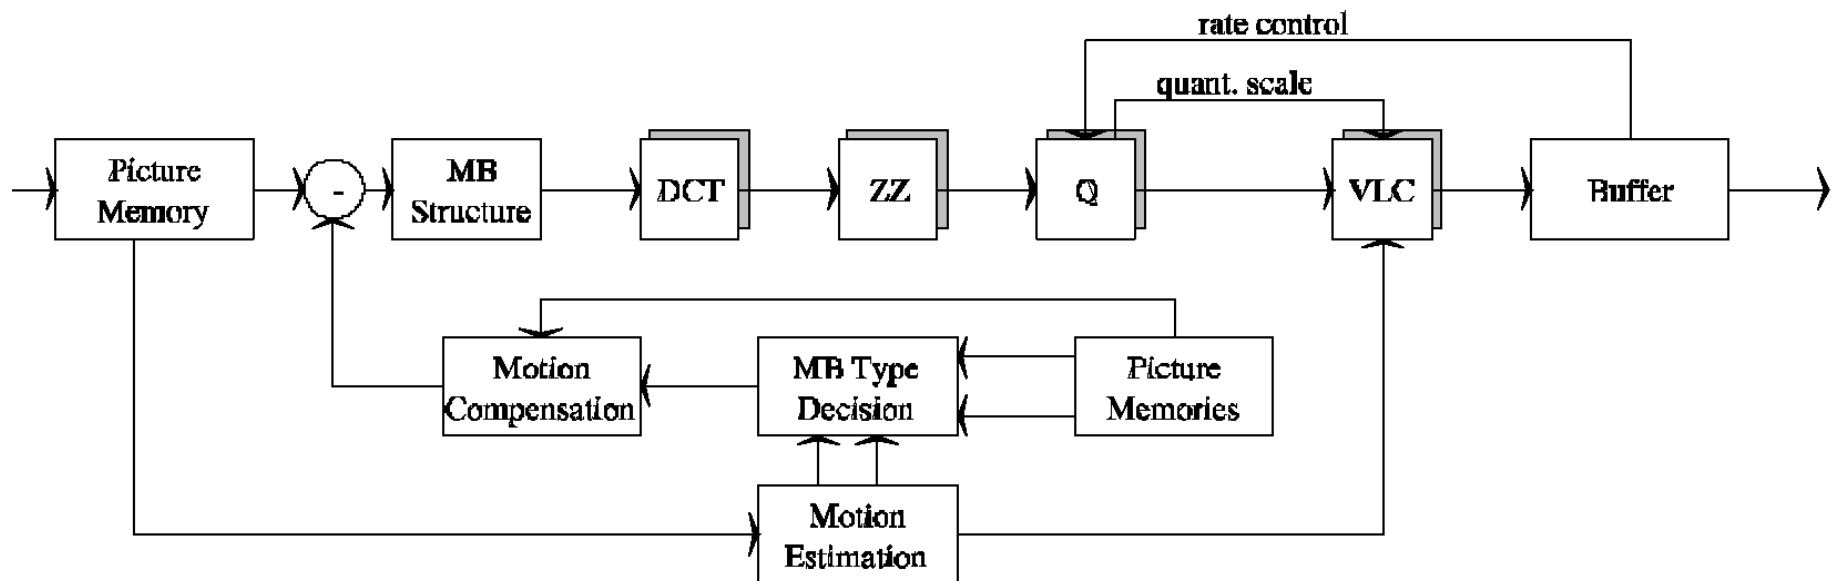 rate control
quant. scale
Picture
Memory
-
MB
Structure
DCT
ZZ
Q
VLC
Buffer
Motion
Compensation
MB Type
Decision
Picture
Memories
Motion
Estimation